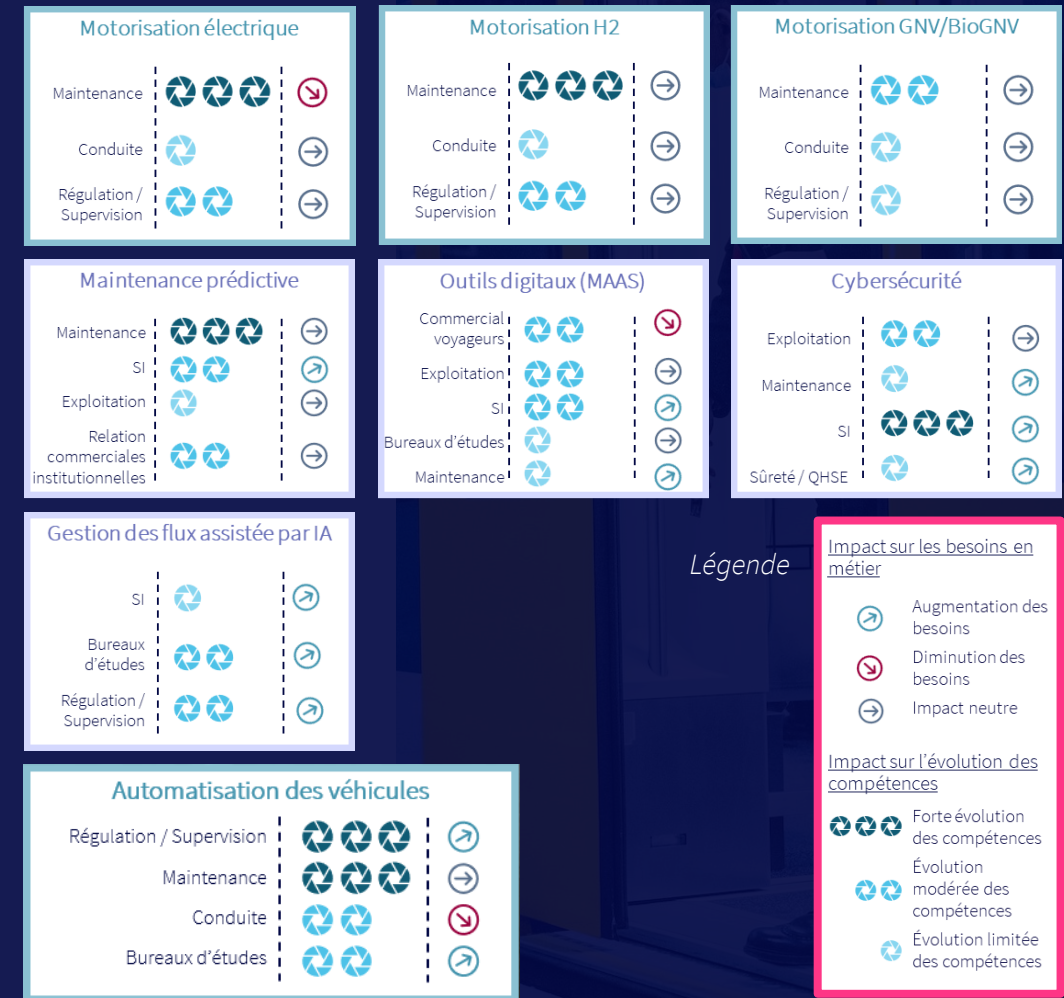 Motorisation électrique
Maintenance
Conduite
Régulation /
Supervision
Motorisation H2
Maintenance
Conduite
Régulation /
Supervision
Motorisation GNV/BioGNV
Maintenance
Conduite
Régulation /
Supervision
Maintenance prédictive
Maintenance
SI
Exploitation
Relation
commerciales
institutionnelles
Outils digitaux (MAAS)
Commercial
voyageurs
Exploitation
SI
Bureaux d'études
Maintenance
Cybersécurité
Exploitation
Maintenance
SI
Sûreté / QHSE
Gestion des flux assistée par IA
SI
Bureaux
d'études
Régulation /
Supervision
Légende
Impact sur les besoins en
métier
Augmentation des
besoins
Diminution des
besoins
Impact neutre
Impact sur l'évolution des
compétences
Forte évolution
des compétences
Évolution
modérée des
compétences
Évolution limitée
des compétences
Automatisation des véhicules
Régulation / Supervision
Maintenance
Conduite
Bureaux d'études